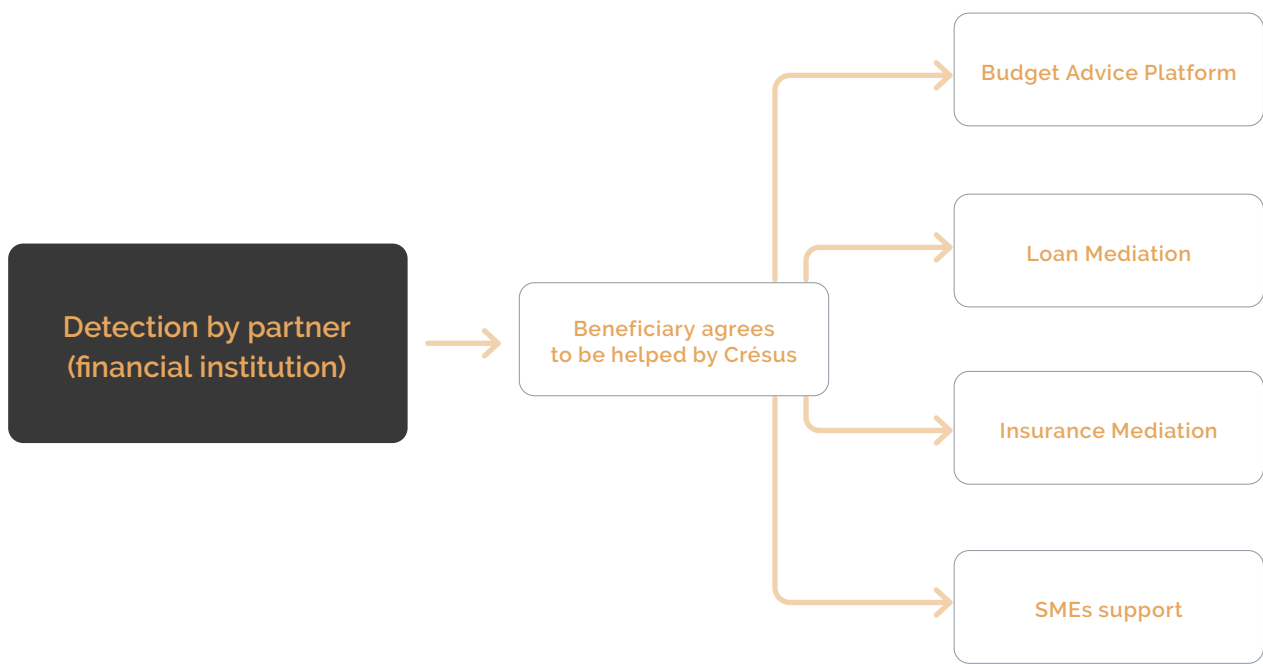 Detection by partner
(financial institution)
Beneficiary agrees
to be helped by Crésus
Budget Advice Platform
Loan Mediation
Insurance Mediation
SMEs support